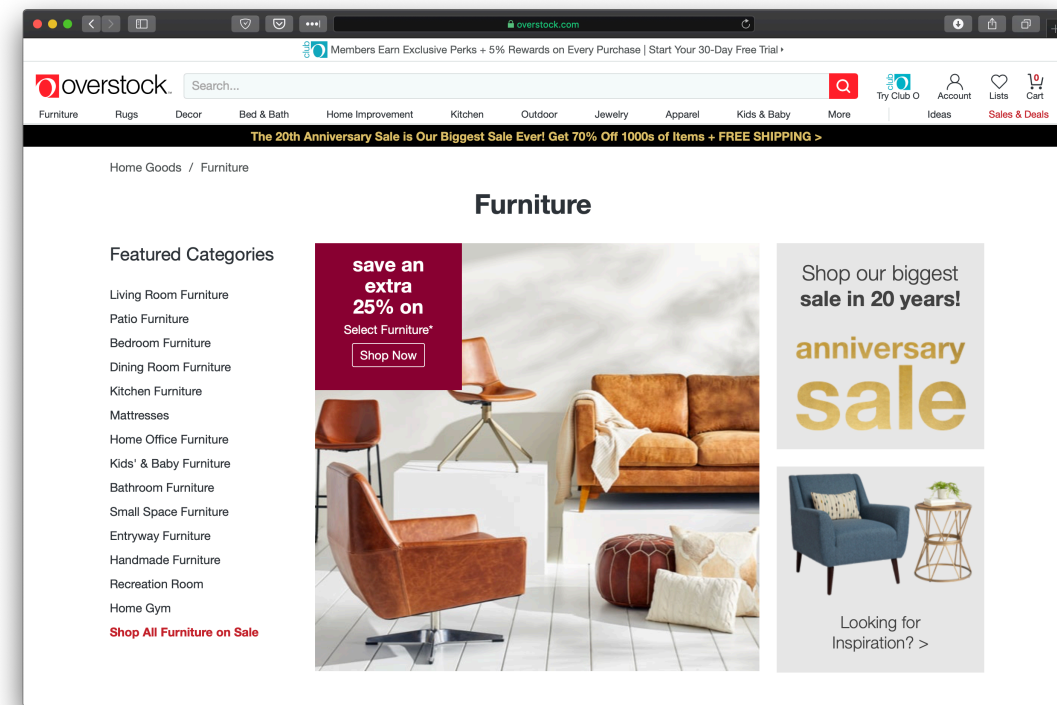 overstock.com
club O Members Earn Exclusive Perks + 5% Rewards on Every Purchase | Start Your 30-Day Free Trial
overstock™
Search...
club O
Try Club O
Account
Lists
0
Cart
Furniture Rugs Decor Bed & Bath Home Improvement Kitchen Outdoor Jewelry Apparel Kids & Baby More Ideas Sales & Deals
The 20th Anniversary Sale is Our Biggest Sale Ever! Get 70% Off 1000s of Items + FREE SHIPPING >
Home Goods / Furniture
Furniture
Featured Categories
Living Room Furniture
Patio Furniture
Bedroom Furniture
Dining Room Furniture
Kitchen Furniture
Mattresses
Home Office Furniture
Kids' & Baby Furniture
Bathroom Furniture
Small Space Furniture
Entryway Furniture
Handmade Furniture
Recreation Room
Home Gym
Shop All Furniture on Sale
save an
extra
25% on
Select Furniture*
Shop Now
Shop our biggest
sale in 20 years!
anniversary
sale
Looking for
Inspiration? >